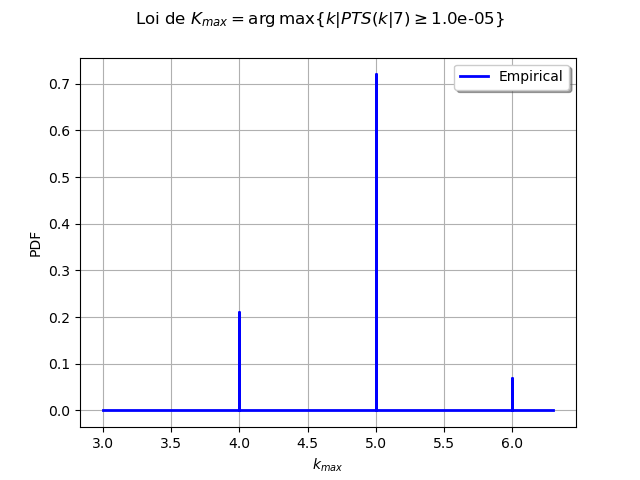 Loi de $K_{max} = \arg\max\{k|PTS(k|7) \geq 1.0e\text{-}05\}$
Empirical
0.7
0.6
0.5
0.4
0.3
0.2
0.1
0.0
PDF
3.0 3.5 4.0 4.5 5.0 5.5 6.0
$k_{max}$